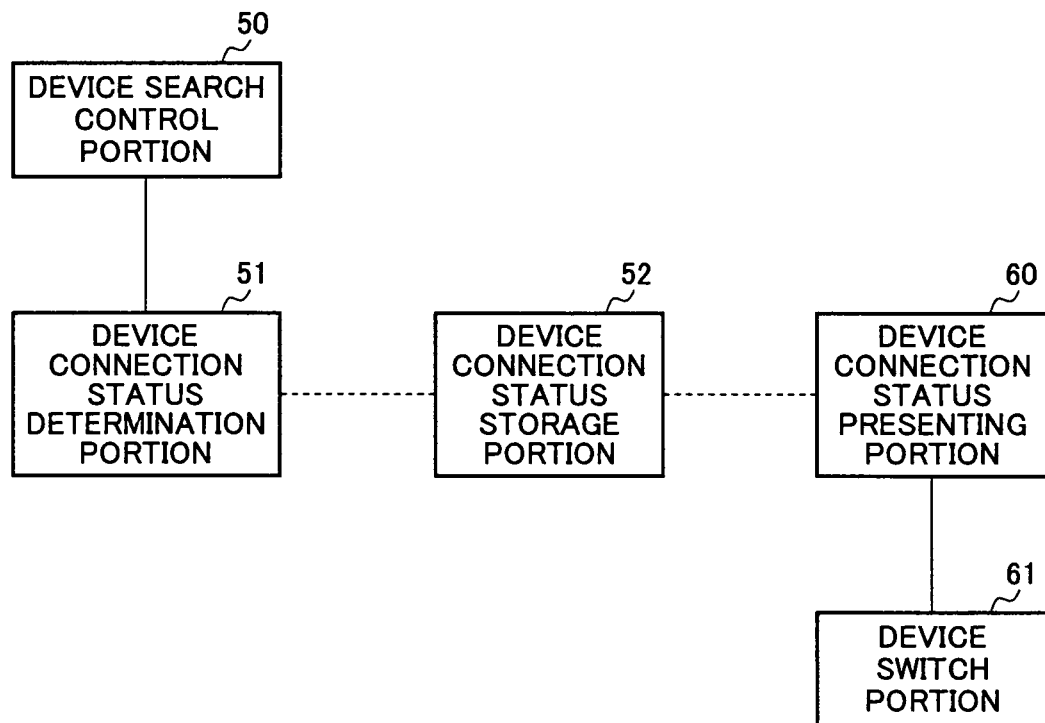 50
DEVICE SEARCH
CONTROL
PORTION
51
DEVICE
CONNECTION
STATUS
DETERMINATION
PORTION
52
DEVICE
CONNECTION
STATUS
STORAGE
PORTION
60
DEVICE
CONNECTION
STATUS
PRESENTING
PORTION
61
DEVICE
SWITCH
PORTION